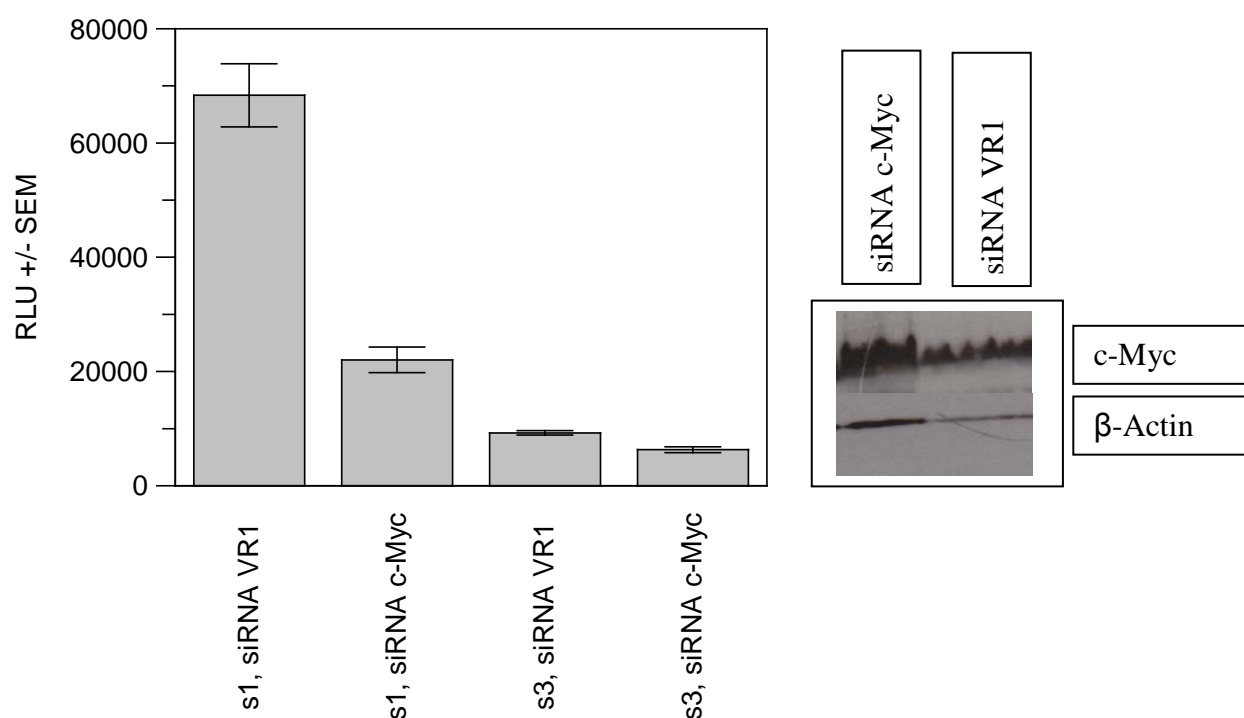 RLU +/- SEM
80000
60000
40000
20000
0
s1, siRNA VR1
s1, siRNA c-Myc
s3, siRNA VR1
s3, siRNA c-Myc
siRNA c-Myc
siRNA VR1
c-Myc
β-Actin